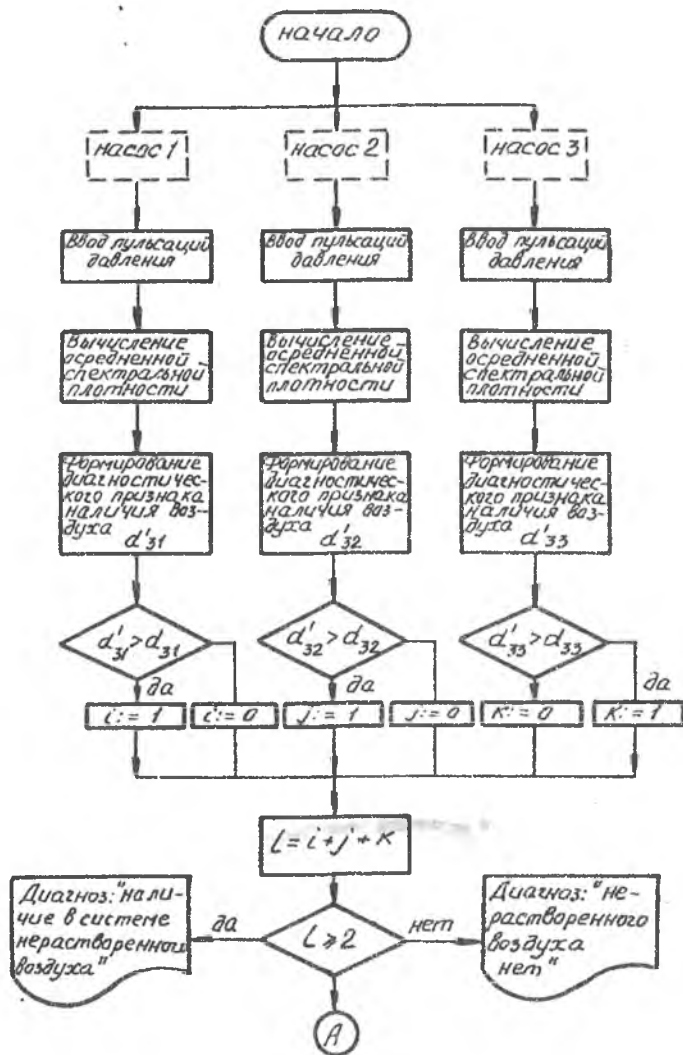 начало
насос 1
насос 2
насос 3
Ввод пульсаций
давления
Ввод пульсаций
давления
Ввод пульсаций
давления
Вычисление
осредненной
спектральной
плотности
Вычисление
осредненной
спектральной
плотности
Вычисление
осредненной
спектральной
плотности
Формирование
диагностичес-
кого признака
наличия воз-
духа d'31
Формирование
диагностичес-
кого признака
наличия воз-
духа d'32
Формирование
диагностичес-
кого признака
наличия воз-
духа d'33
d'31 > d31
d'32 > d32
d'33 > d33
да
да
да
i:= 1
i:= 0
j:= 1
j:= 0
к:= 0
к:= 1
l = i + j + к
Диагноз: "нали-
чие в системе
нерастворенного
воздуха"
да
l ⩾ 2
нет
Диагноз: "не-
растворенного
воздуха
нет"
А